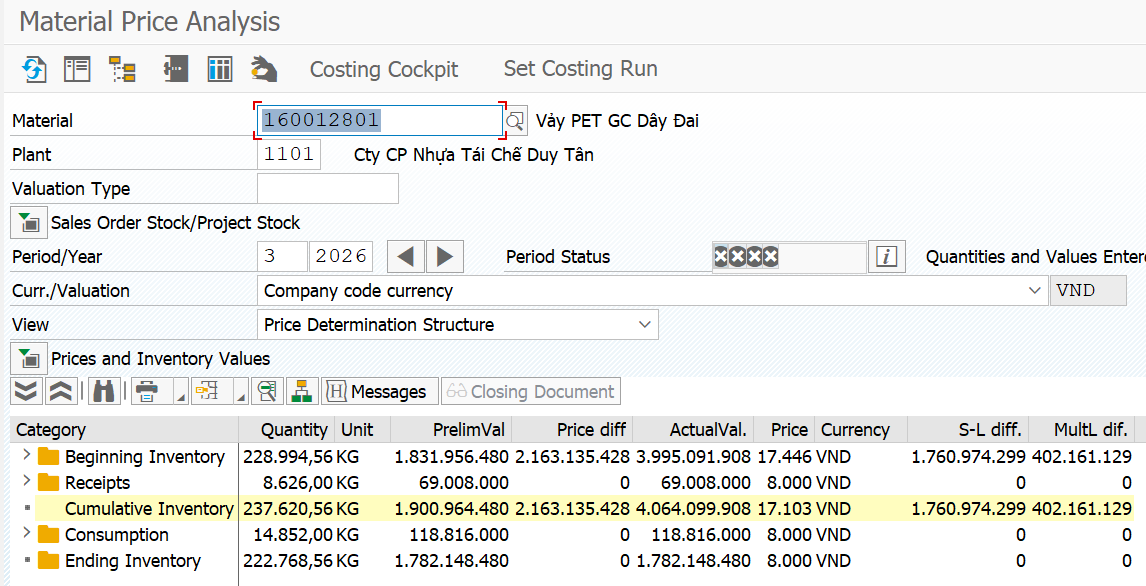 Material Price Analysis
Costing Cockpit Set Costing Run
Material 160012801 Vảy PET GC Dây Đai
Plant 1101 Cty CP Nhựa Tái Chế Duy Tân
Valuation Type
Sales Order Stock/Project Stock
Period/Year 3 2026 Period Status Quantities and Values Entere
Curr./Valuation Company code currency VND
View Price Determination Structure
Prices and Inventory Values
Messages Closing Document
Category Quantity Unit PrelimVal Price diff ActualVal. Price Currency S-L diff. MultL dif.
Beginning Inventory 228.994,56 KG 1.831.956.480 2.163.135.428 3.995.091.908 17.446 VND 1.760.974.299 402.161.129
Receipts 8.626,00 KG 69.008.000 0 69.008.000 8.000 VND 0 0
Cumulative Inventory 237.620,56 KG 1.900.964.480 2.163.135.428 4.064.099.908 17.103 VND 1.760.974.299 402.161.129
Consumption 14.852,00 KG 118.816.000 0 118.816.000 8.000 VND 0 0
Ending Inventory 222.768,56 KG 1.782.148.480 0 1.782.148.480 8.000 VND 0 0